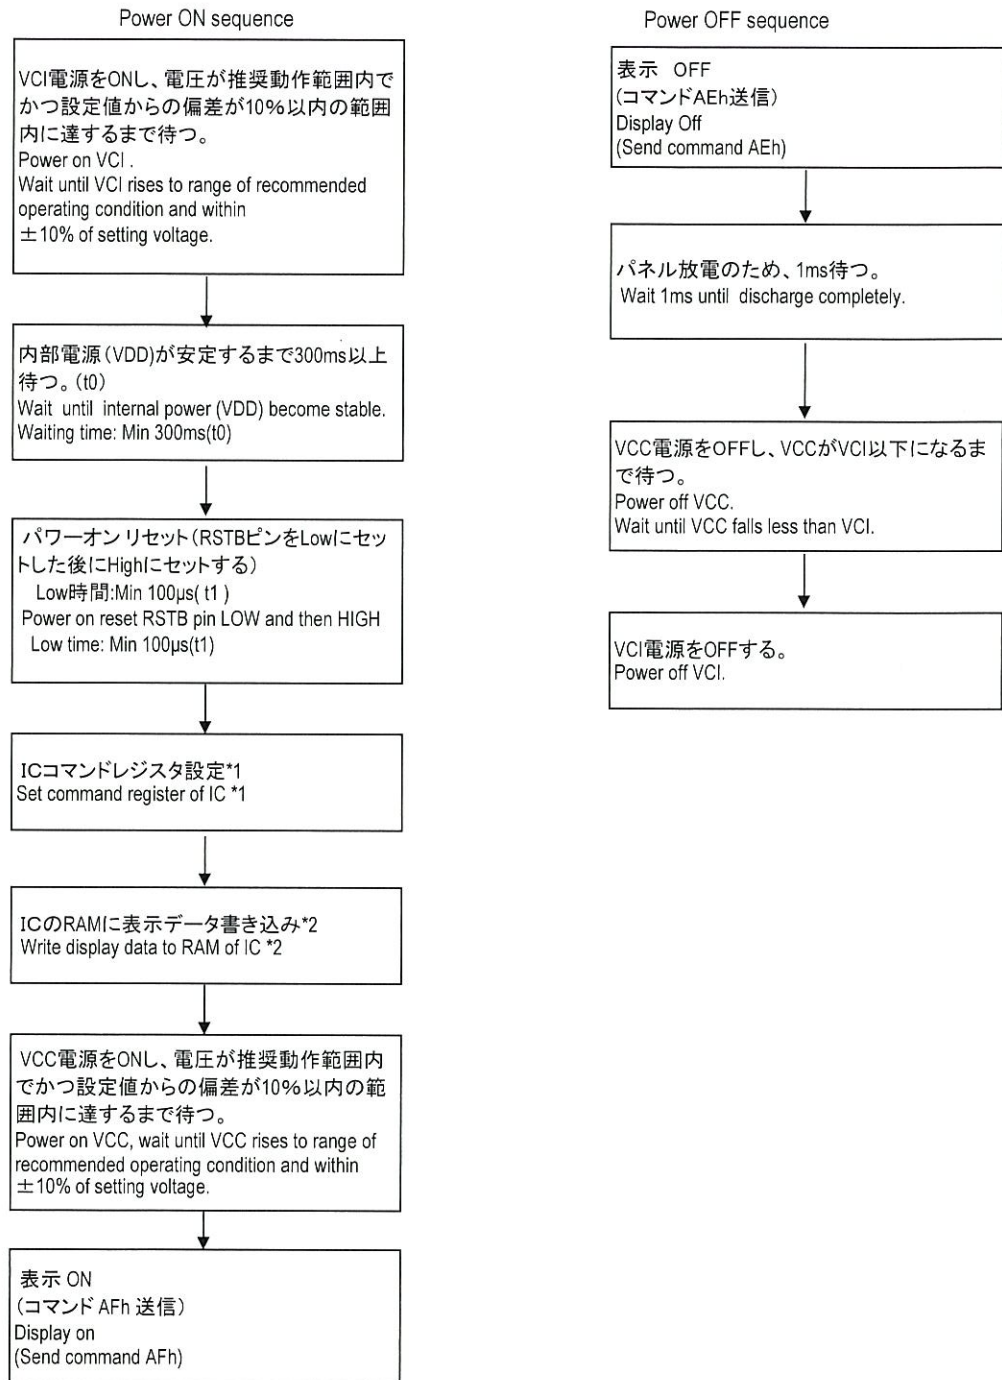 Power ON sequence
VCI電源をONし、電圧が推奨動作範囲内で
かつ設定値からの偏差が10%以内の範囲
内に達するまで待つ。
Power on VCI .
Wait until VCI rises to range of recommended
operating condition and within
±10% of setting voltage.
内部電源(VDD)が安定するまで300ms以上
待つ。(t0)
Wait until internal power (VDD) become stable.
Waiting time: Min 300ms(t0)
パワーオン リセット(RSTBピンをLowにセッ
トした後にHighにセットする)
Low時間:Min 100µs( t1 )
Power on reset RSTB pin LOW and then HIGH
Low time: Min 100µs(t1)
ICコマンドレジスタ設定*1
Set command register of IC *1
ICのRAMに表示データ書き込み*2
Write display data to RAM of IC *2
VCC電源をONし、電圧が推奨動作範囲内
でかつ設定値からの偏差が10%以内の範
囲内に達するまで待つ。
Power on VCC, wait until VCC rises to range of
recommended operating condition and within
±10% of setting voltage.
表示 ON
(コマンド AFh 送信)
Display on
(Send command AFh)
Power OFF sequence
表示 OFF
(コマンドAEh送信)
Display Off
(Send command AEh)
パネル放電のため、1ms待つ。
Wait 1ms until discharge completely.
VCC電源をOFFし、VCCがVCI以下になるま
で待つ。
Power off VCC.
Wait until VCC falls less than VCI.
VCI電源をOFFする。
Power off VCI.